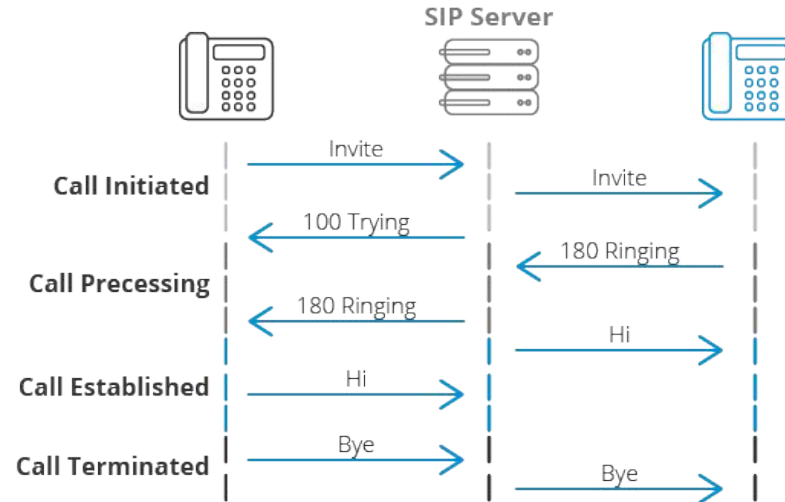 SIP Server
Invite
Call Initiated
Invite
100 Trying
180 Ringing
Call Precessing
180 Ringing
Hi
Call Established
Hi
Bye
Call Terminated
Bye